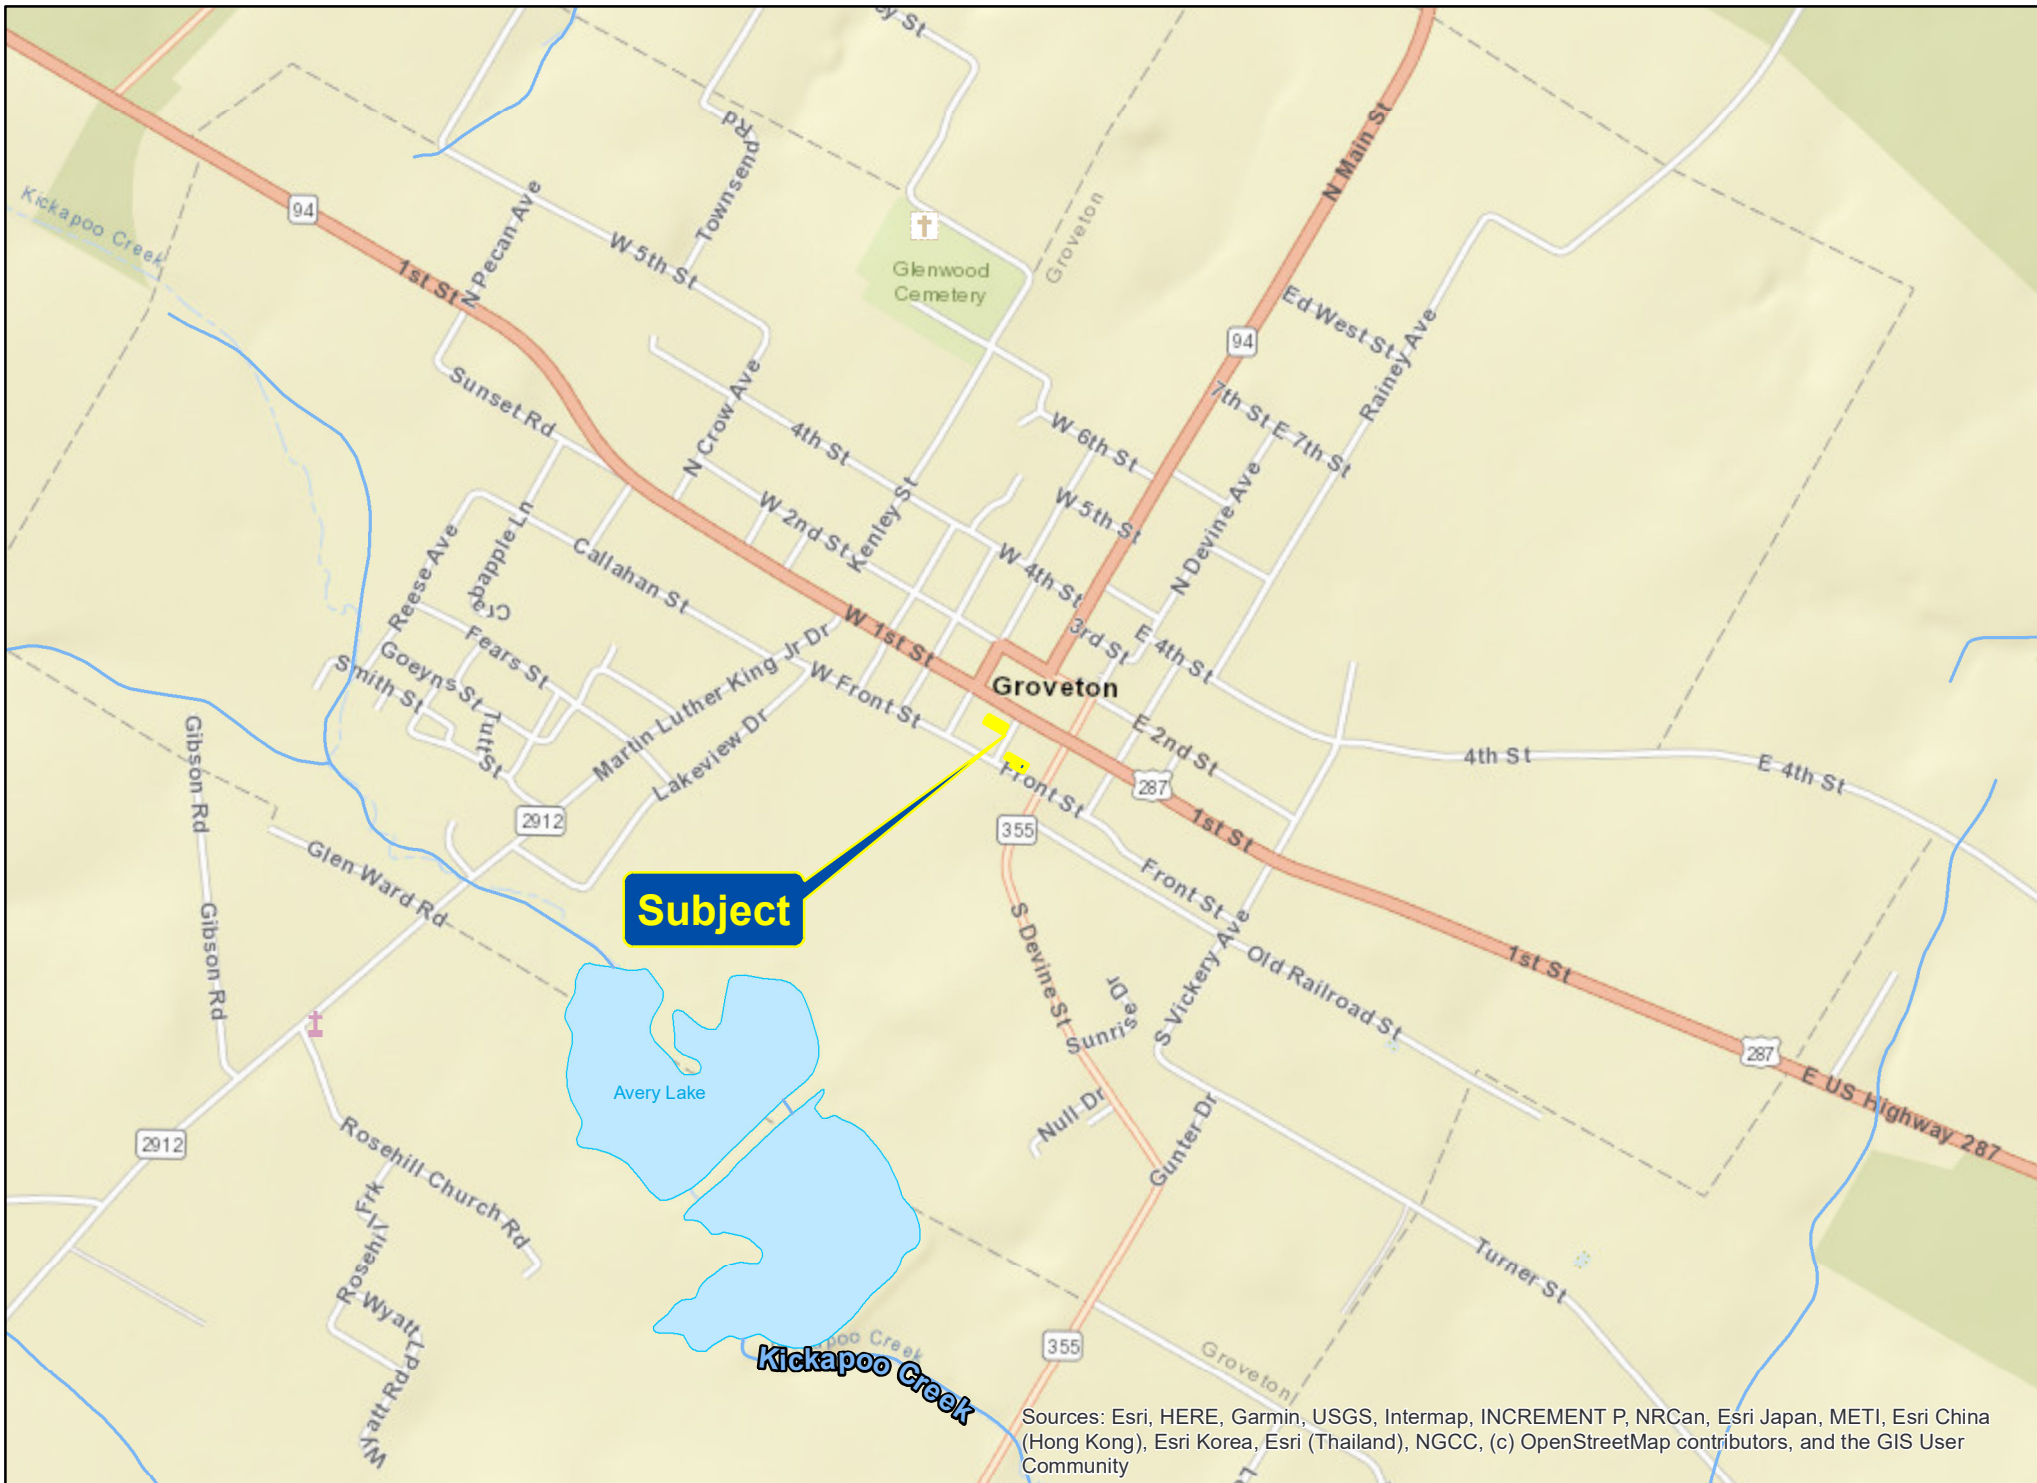 Townsend Rd
Kickapoo Creek
94
1st St
N Pecan Ave
W 5th St
Glenwood
Cemetery
Groveton
N Main St
94
Ed West St
Rainey Ave
7th St
E 7th St
Sunset Rd
N Crow Ave
4th St
W 6th St
W 5th St
N Devine Ave
W 2nd St
Kenley St
Reese Ave
Crabapple Ln
Callahan St
W 4th St
3rd St
E 4th St
Fears St
Goeyns St
Smith St
Tutt St
Martin Luther King Jr Dr
W 1st St
W Front St
Lakeview Dr
Groveton
E 2nd St
4th St
E 4th St
287
Front St
1st St
355
2912
Gibson Rd
Glen Ward Rd
Gibson Rd
Subject
Front St
S Devine St
S Vickery Ave
Old Railroad St
1st St
Sunrise Dr
287
E US Highway 287
Avery Lake
Null Dr
Gunter Dr
2912
Rosehill Church Rd
Rosehill Frk
Wyatt Rd
Wyatt Rd
Turner St
355
Groveton
poo Creek
Kickapoo Creek
Sources: Esri, HERE, Garmin, USGS, Intermap, INCREMENT P, NRCan, Esri Japan, METI, Esri China
(Hong Kong), Esri Korea, Esri (Thailand), NGCC, (c) OpenStreetMap contributors, and the GIS User
Community